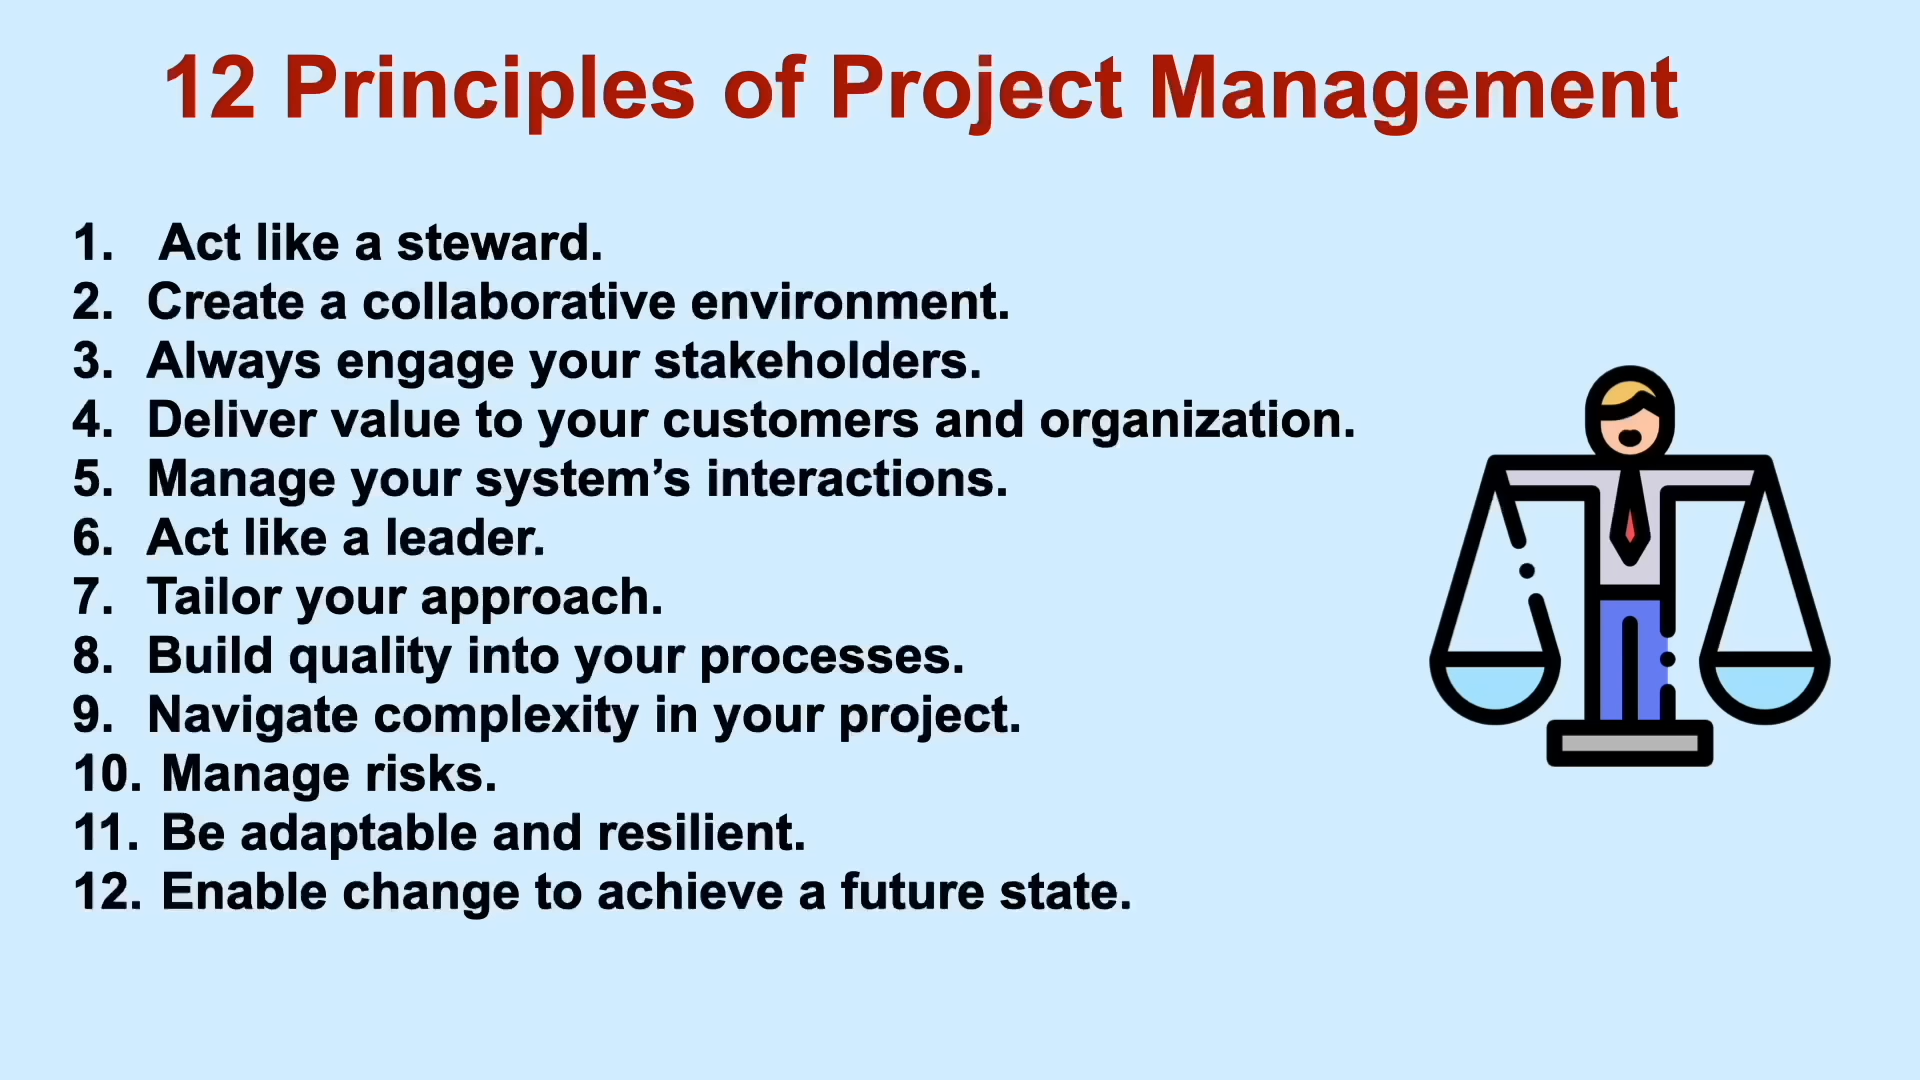 12 Principles of Project Management
1. Act like a steward.
2. Create a collaborative environment.
3. Always engage your stakeholders.
4. Deliver value to your customers and organization.
5. Manage your system’s interactions.
6. Act like a leader.
7. Tailor your approach.
8. Build quality into your processes.
9. Navigate complexity in your project.
10. Manage risks.
11. Be adaptable and resilient.
12. Enable change to achieve a future state.